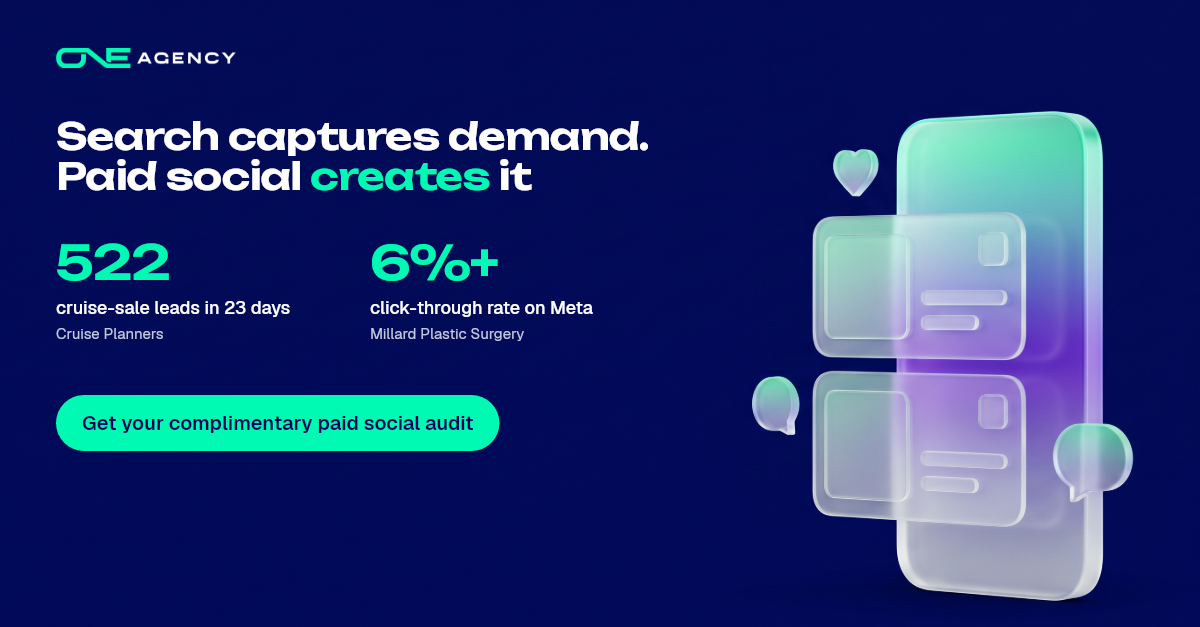 ONE AGENCY
Search captures demand.
Paid social creates it
522
cruise-sale leads in 23 days
Cruise Planners
6%+
click-through rate on Meta
Millard Plastic Surgery
Get your complimentary paid social audit